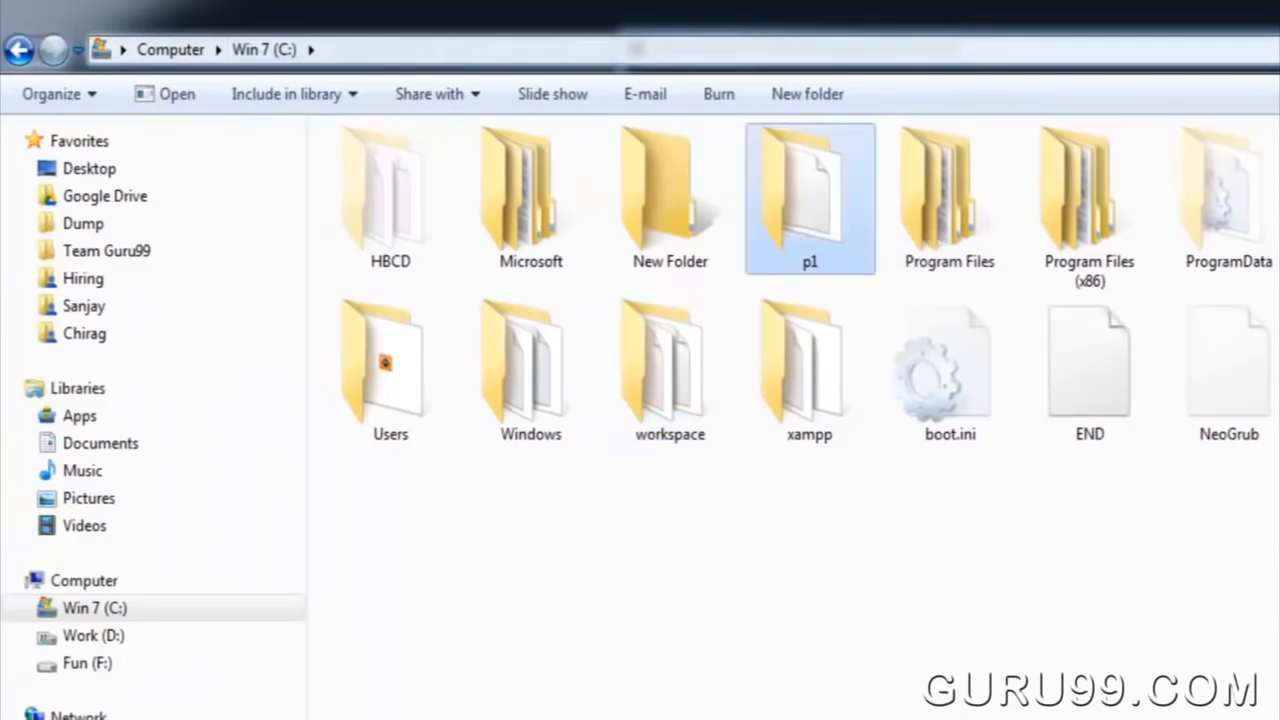 Computer Win 7 (C:)
Organize Open Include in library Share with Slide show E-mail Burn New folder
Favorites
Desktop
Google Drive
Dump
Team Guru99
Hiring
Sanjay
Chirag
Libraries
Apps
Documents
Music
Pictures
Videos
Computer
Win 7 (C:)
Work (D:)
Fun (F:)
Network
HBCD Microsoft New Folder p1 Program Files Program Files ProgramData
(x86)
Users Windows workspace xampp boot.ini END NeoGrub
GURU99.COM